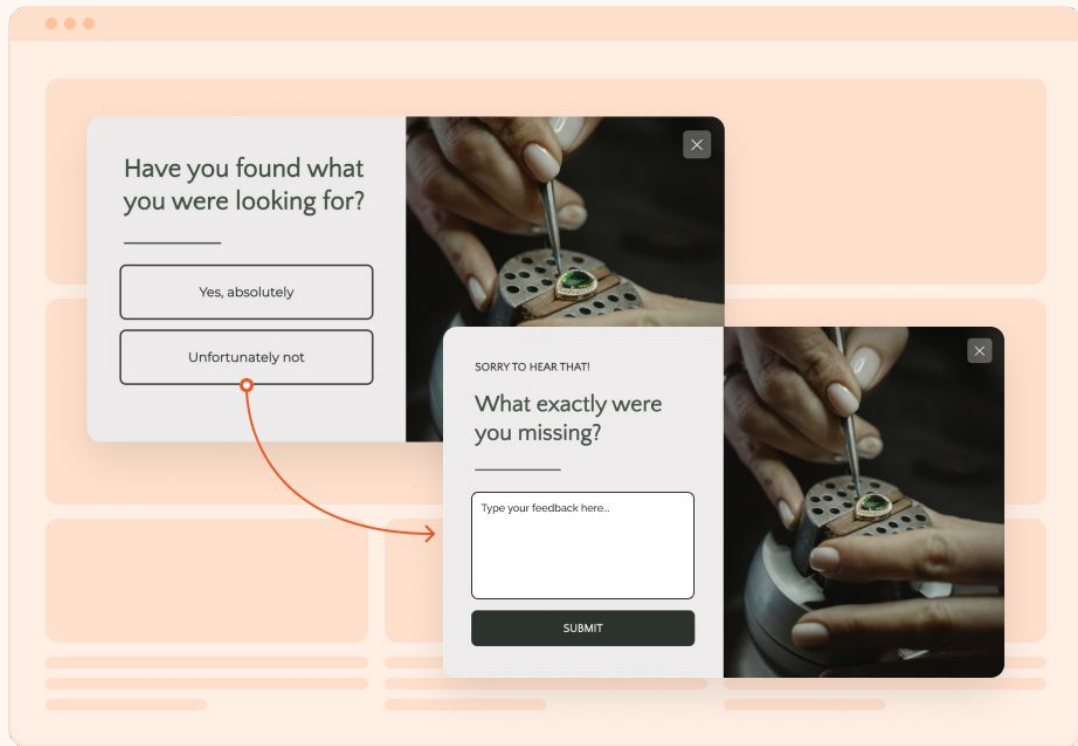 Have you found what
you were looking for?
Yes, absolutely
Unfortunately not
SORRY TO HEAR THAT!
What exactly were
you missing?
Type your feedback here...
SUBMIT